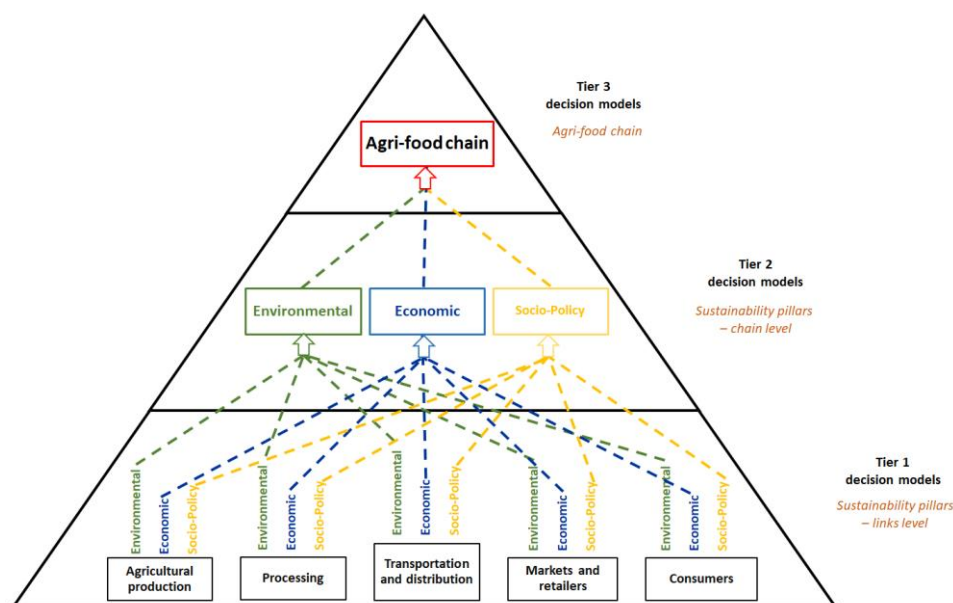 Tier 3
decision models
Agri-food chain
Agri-food chain
Tier 2
decision models
Environmental
Economic
Socio-Policy
Sustainability pillars
– chain level
Tier 1
decision models
Sustainability pillars
– links level
Environmental
Economic
Socio-Policy
Environmental
Economic
Socio-Policy
Environmental
Economic
Socio-Policy
Environmental
Economic
Socio-Policy
Environmental
Economic
Socio-Policy
Agricultural
production
Processing
Transportation
and distribution
Markets and
retailers
Consumers